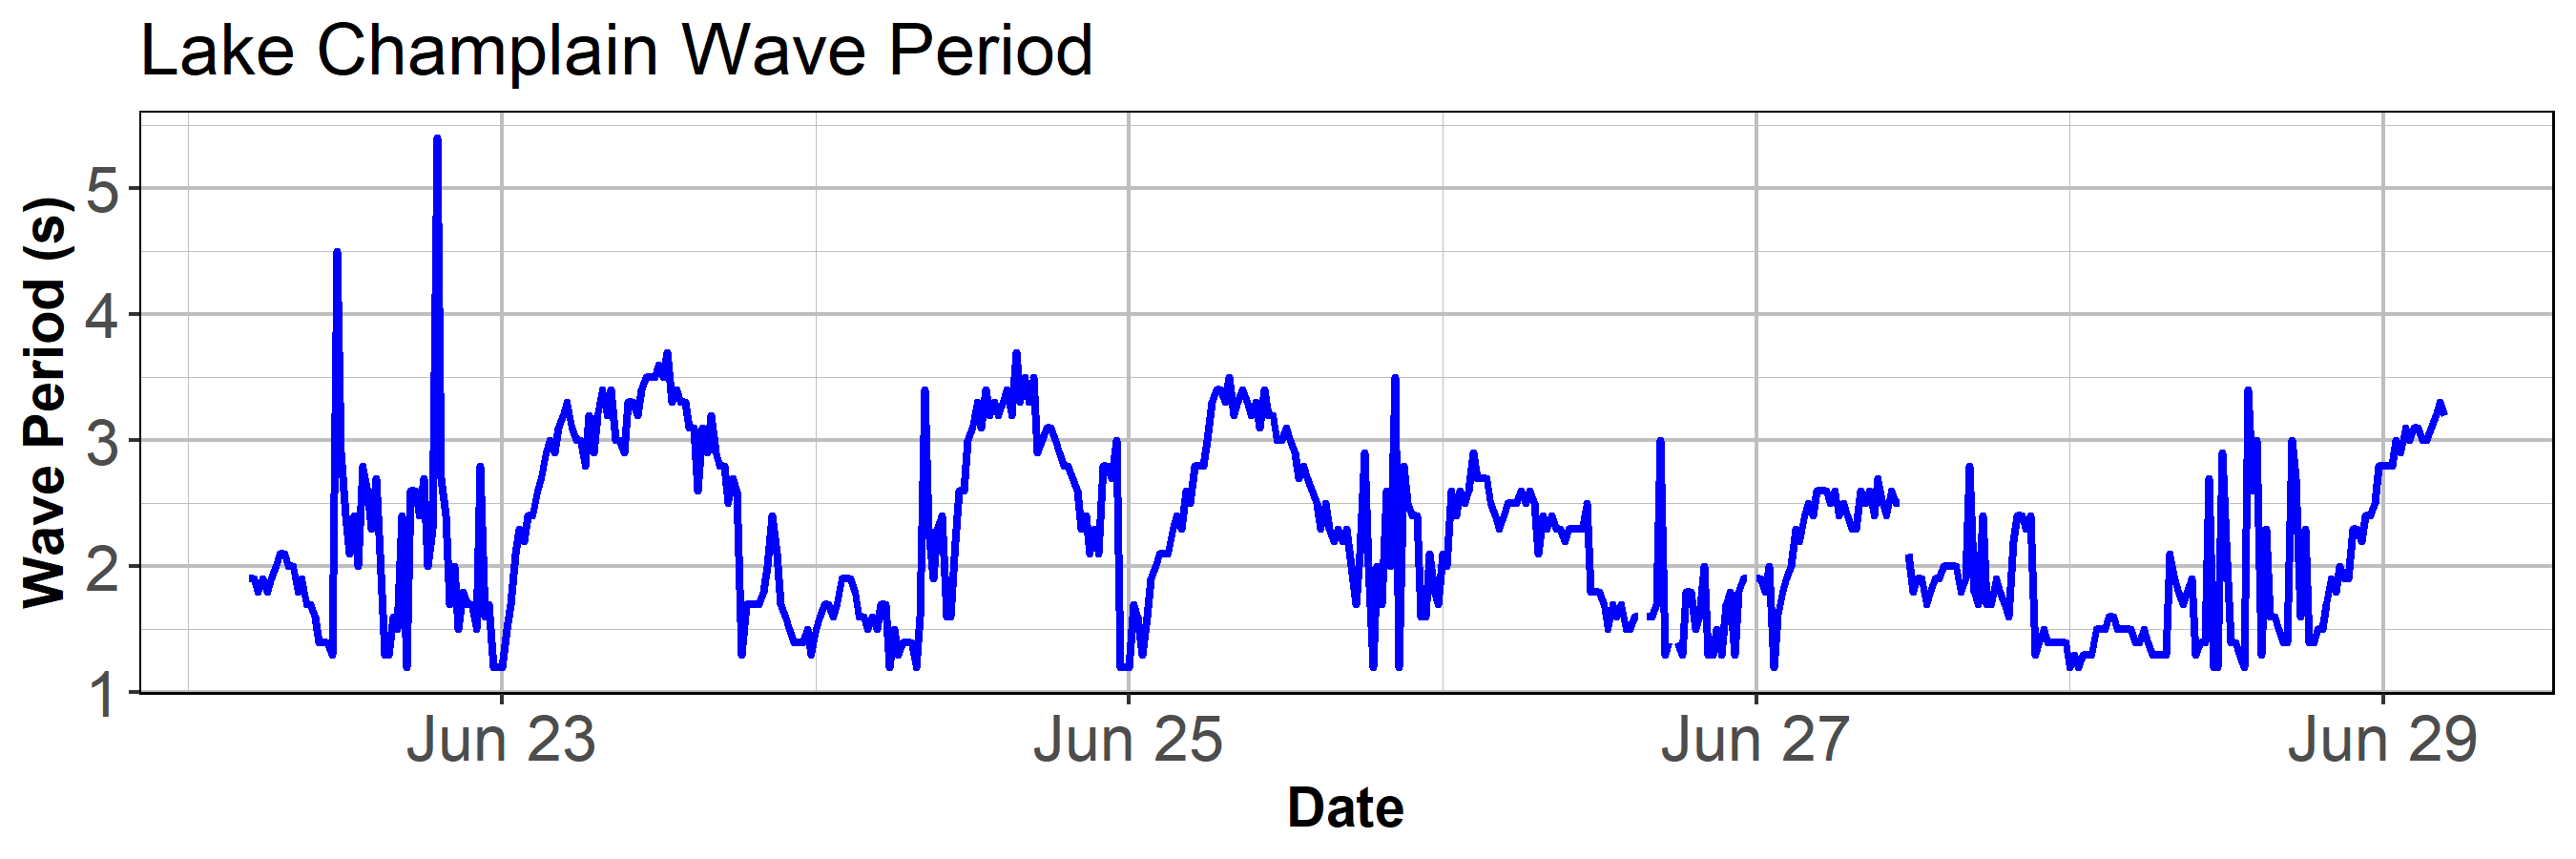 Lake Champlain Wave Period
Wave Period (s)
5
4
3
2
1
Jun 23
Jun 25
Jun 27
Jun 29
Date